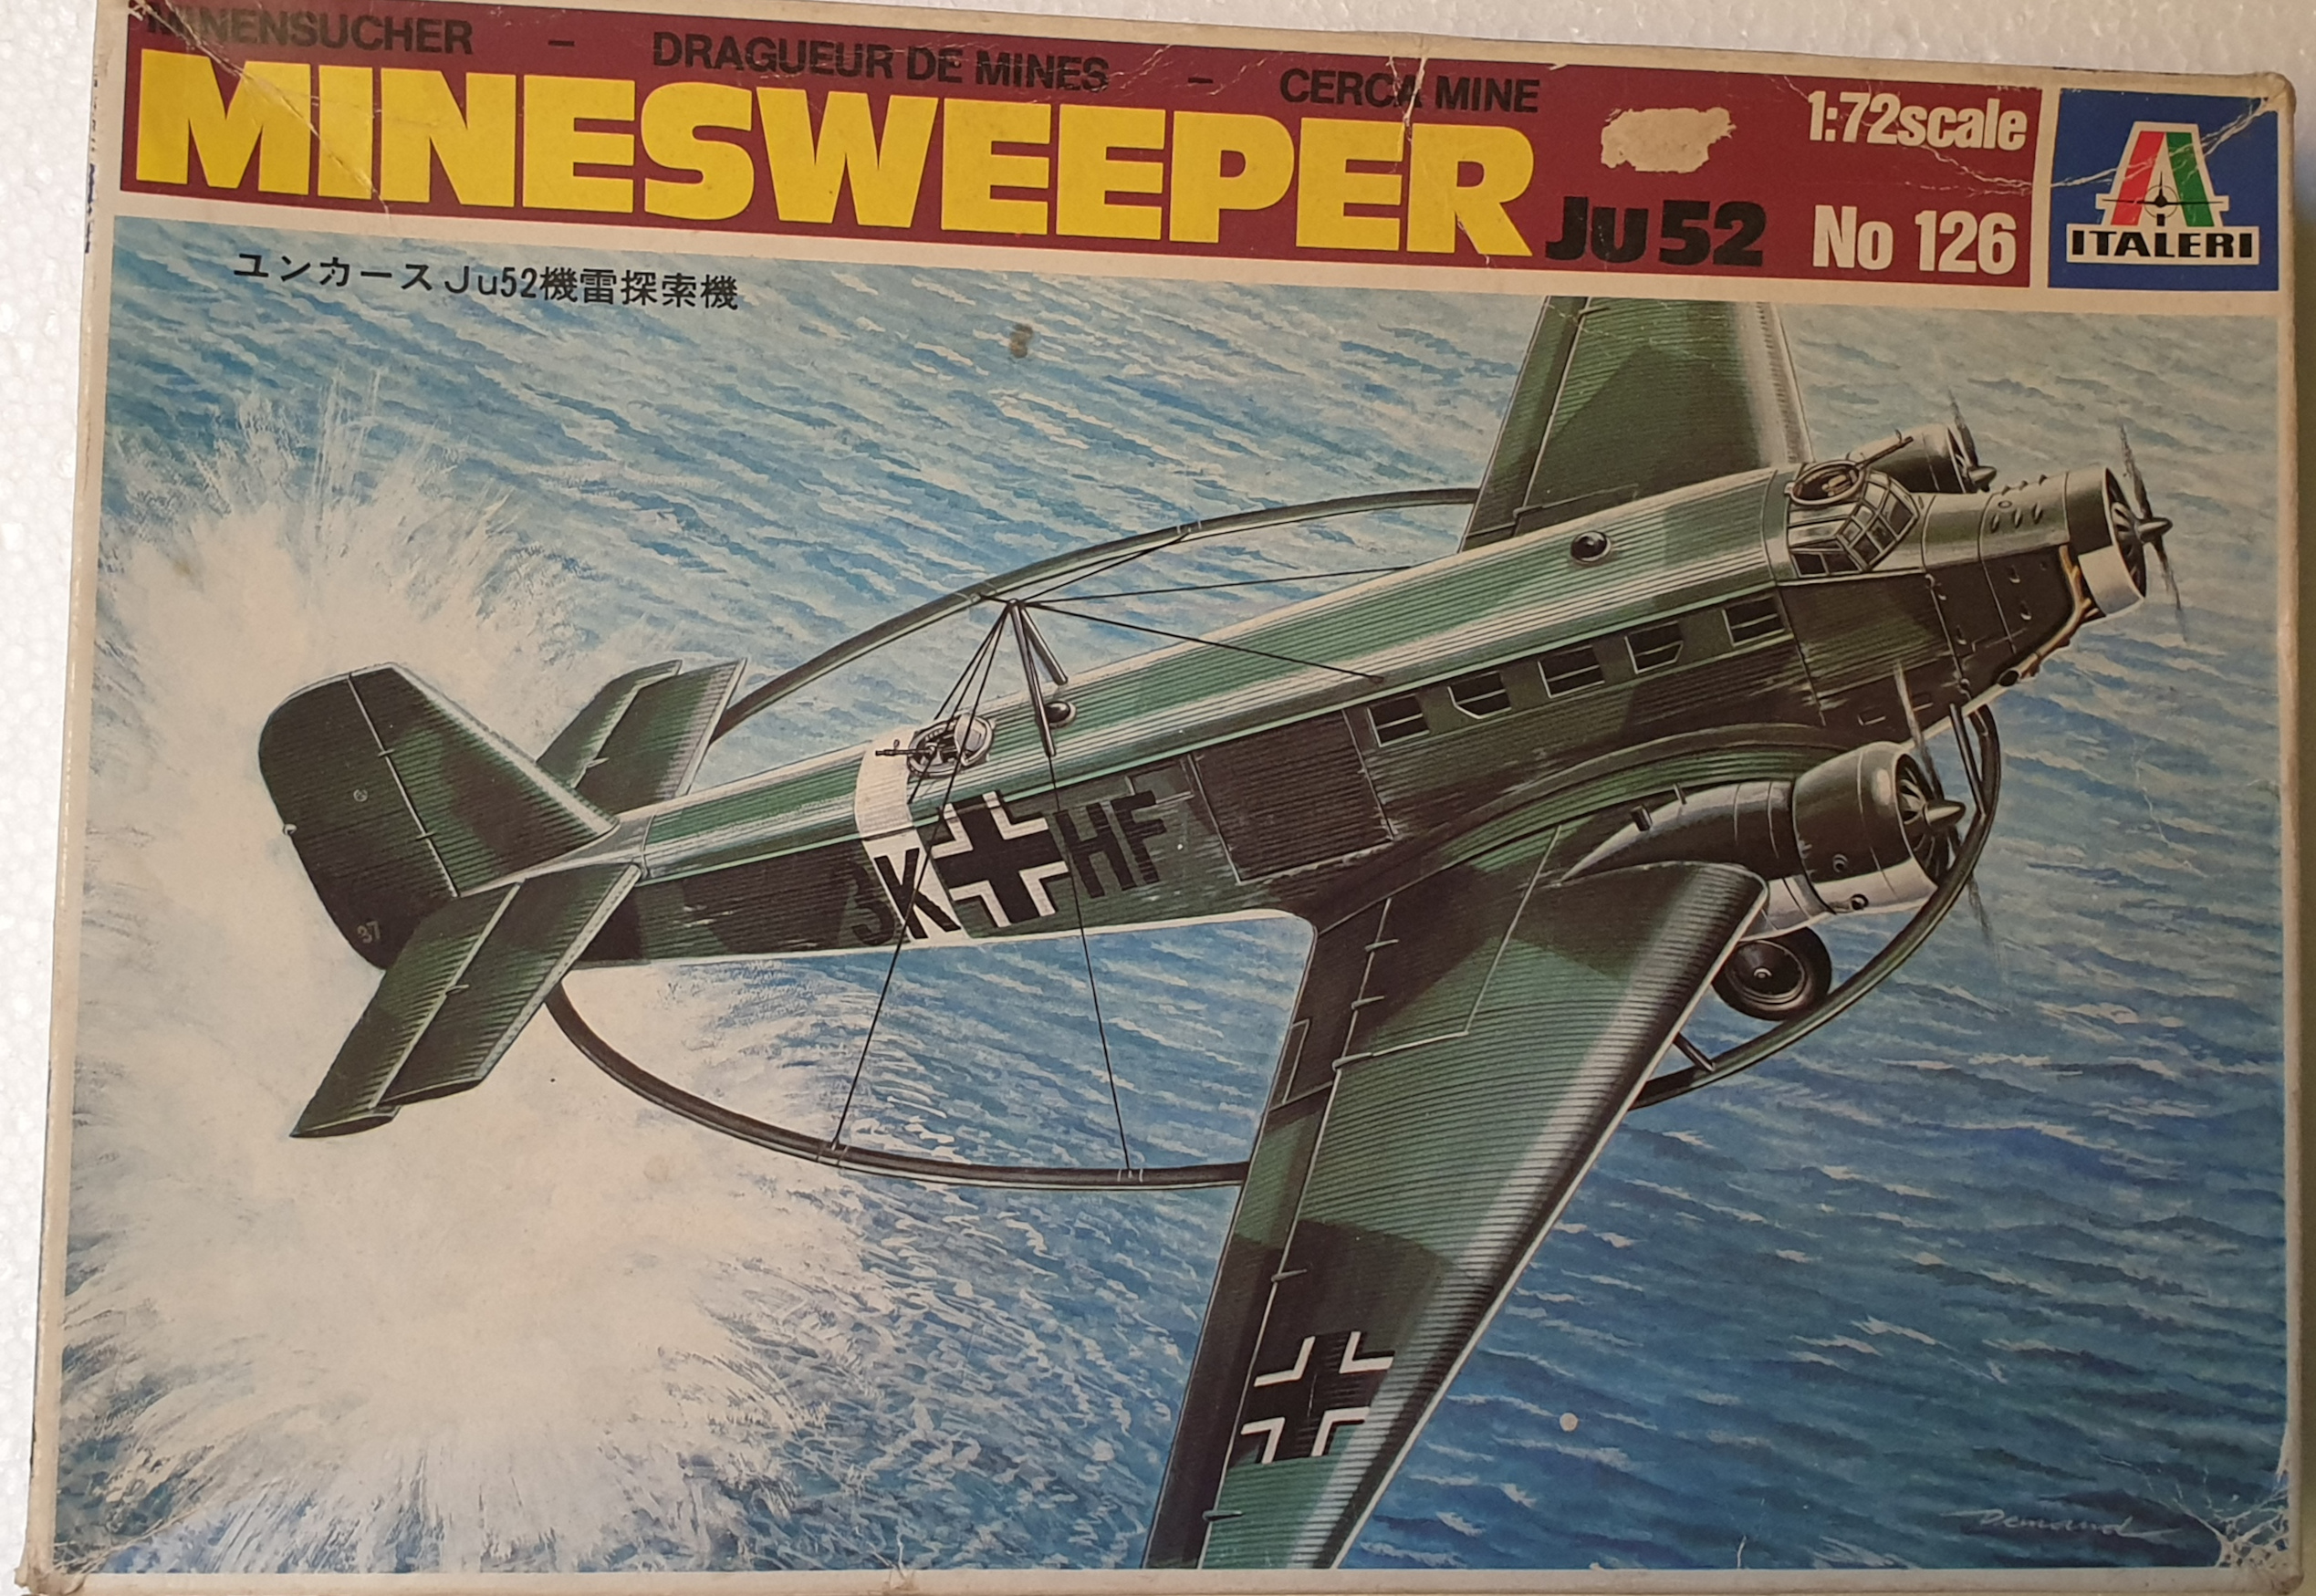 MINENSUCHER – DRAGUEUR DE MINES – CERCA MINE
MINESWEEPER Ju 52
1:72scale
No 126
ITALERI
ユンカース Ju52機雷探索機
3K HF
37